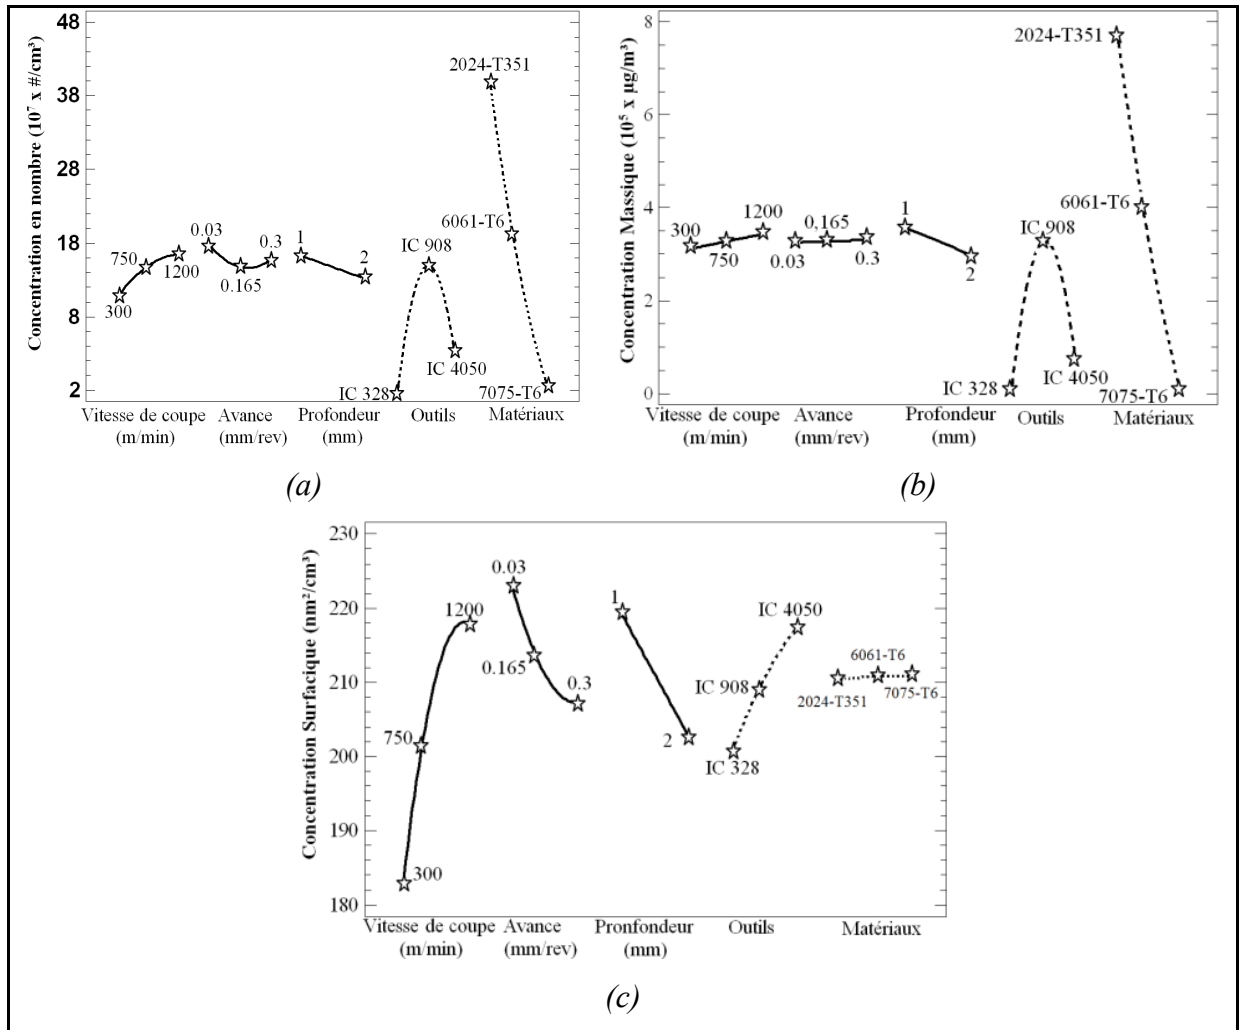 Concentration en nombre (10⁷ x #/cm³)
48
38
28
18
8
2
2024-T351
6061-T6
7075-T6
IC 908
IC 328
IC 4050
0.03
0.165
0.3
1
2
750
1200
300
Vitesse de coupe
(m/min)
Avance
(mm/rev)
Profondeur
(mm)
Outils
Matériaux
(a)
Concentration Massique (10⁵ x µg/m³)
8
6
4
2
0
2024-T351
6061-T6
7075-T6
IC 908
IC 328
IC 4050
300
750
1200
0.03
0,165
0.3
1
2
Vitesse de coupe
(m/min)
Avance
(mm/rev)
Profondeur
(mm)
Outils
Matériaux
(b)
Concentration Surfacique (nm²/cm³)
230
220
210
200
190
180
300
750
1200
0.03
0.165
0.3
1
2
IC 4050
IC 908
IC 328
2024-T351
6061-T6
7075-T6
Vitesse de coupe
(m/min)
Avance
(mm/rev)
Pronfondeur
(mm)
Outils
Matériaux
(c)